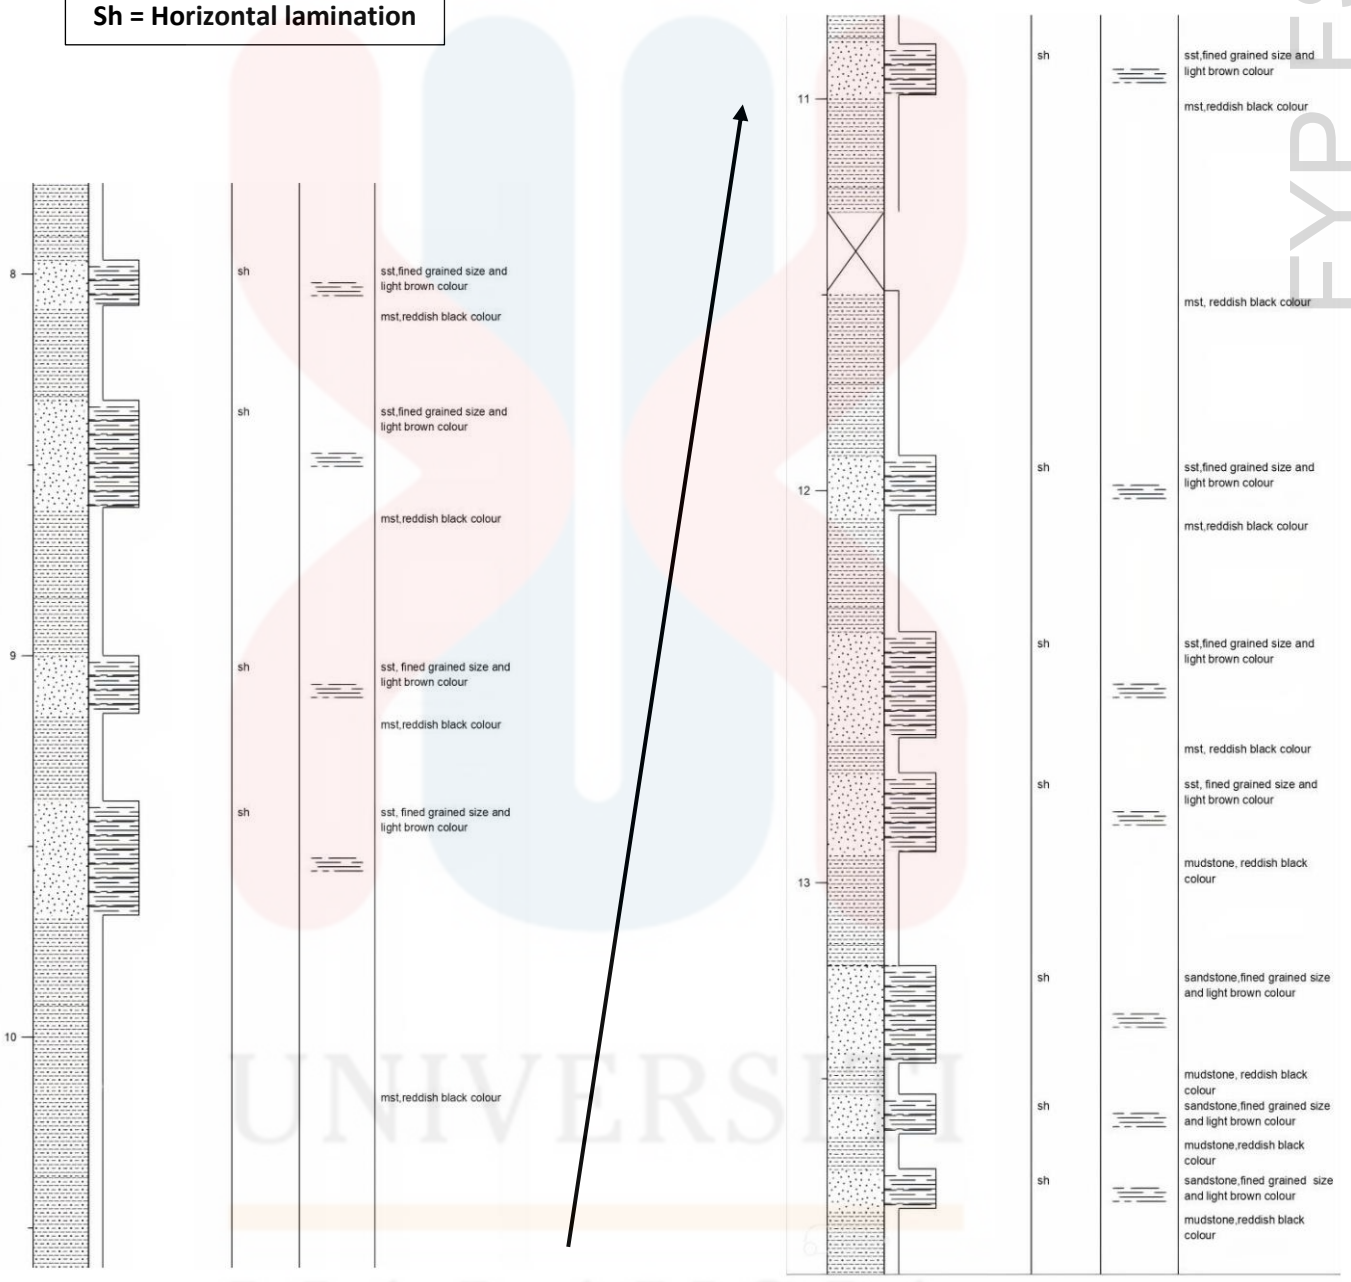 Sh = Horizontal lamination
8
sh
sst,fined grained size and
light brown colour
mst,reddish black colour
sh
sst,fined grained size and
light brown colour
mst,reddish black colour
9
sh
sst, fined grained size and
light brown colour
mst,reddish black colour
sh
sst, fined grained size and
light brown colour
10
mst,reddish black colour
sh
sst,fined grained size and
light brown colour
11
mst,reddish black colour
mst, reddish black colour
sh
sst,fined grained size and
light brown colour
12
mst,reddish black colour
sh
sst,fined grained size and
light brown colour
mst, reddish black colour
sh
sst, fined grained size and
light brown colour
mudstone, reddish black
colour
13
sh
sandstone,fined grained size
and light brown colour
mudstone, reddish black
colour
sh
sandstone,fined grained size
and light brown colour
mudstone,reddish black
colour
sh
sandstone,fined grained size
and light brown colour
mudstone,reddish black
colour
UNIVERSITI
FYP